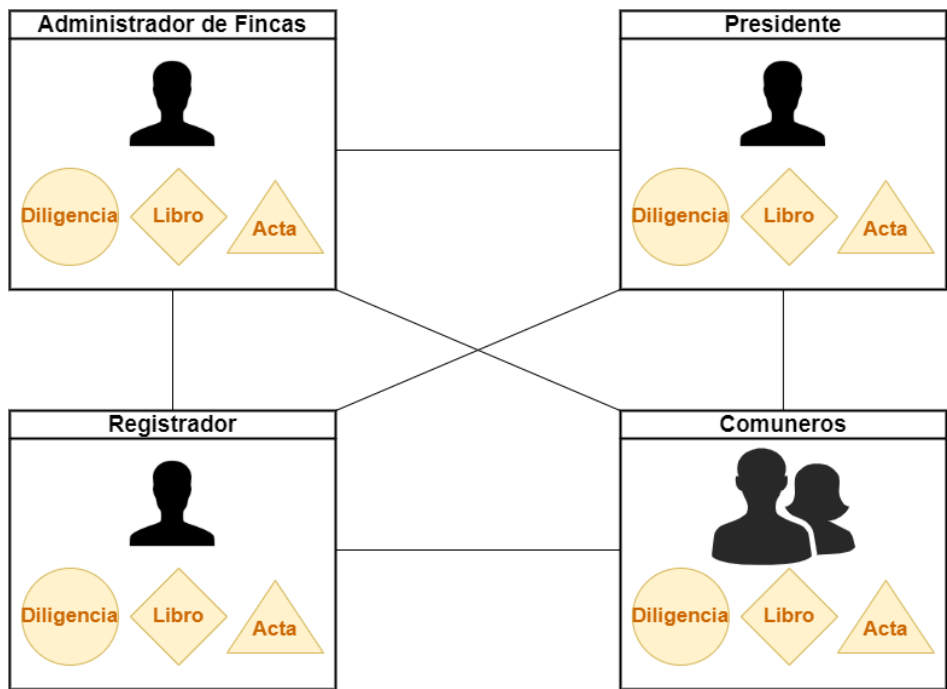 Administrador de Fincas
Presidente
Diligencia
Libro
Acta
Diligencia
Libro
Acta
Registrador
Comuneros
Diligencia
Libro
Acta
Diligencia
Libro
Acta